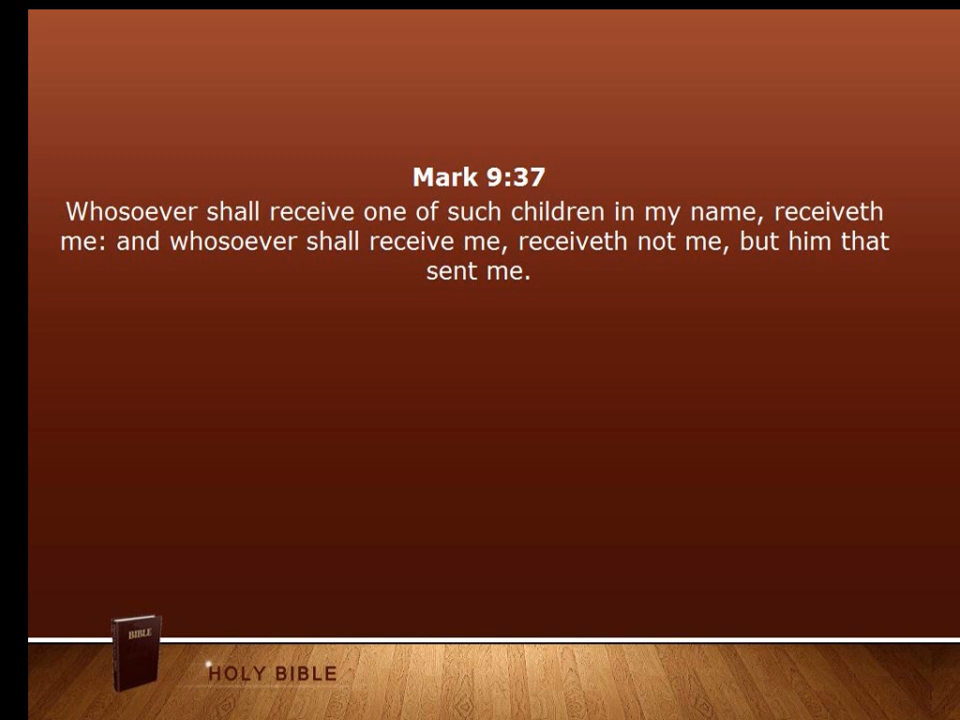 Mark 9:37
Whosoever shall receive one of such children in my name, receiveth
me: and whosoever shall receive me, receiveth not me, but him that
sent me.
BIBLE
HOLY BIBLE